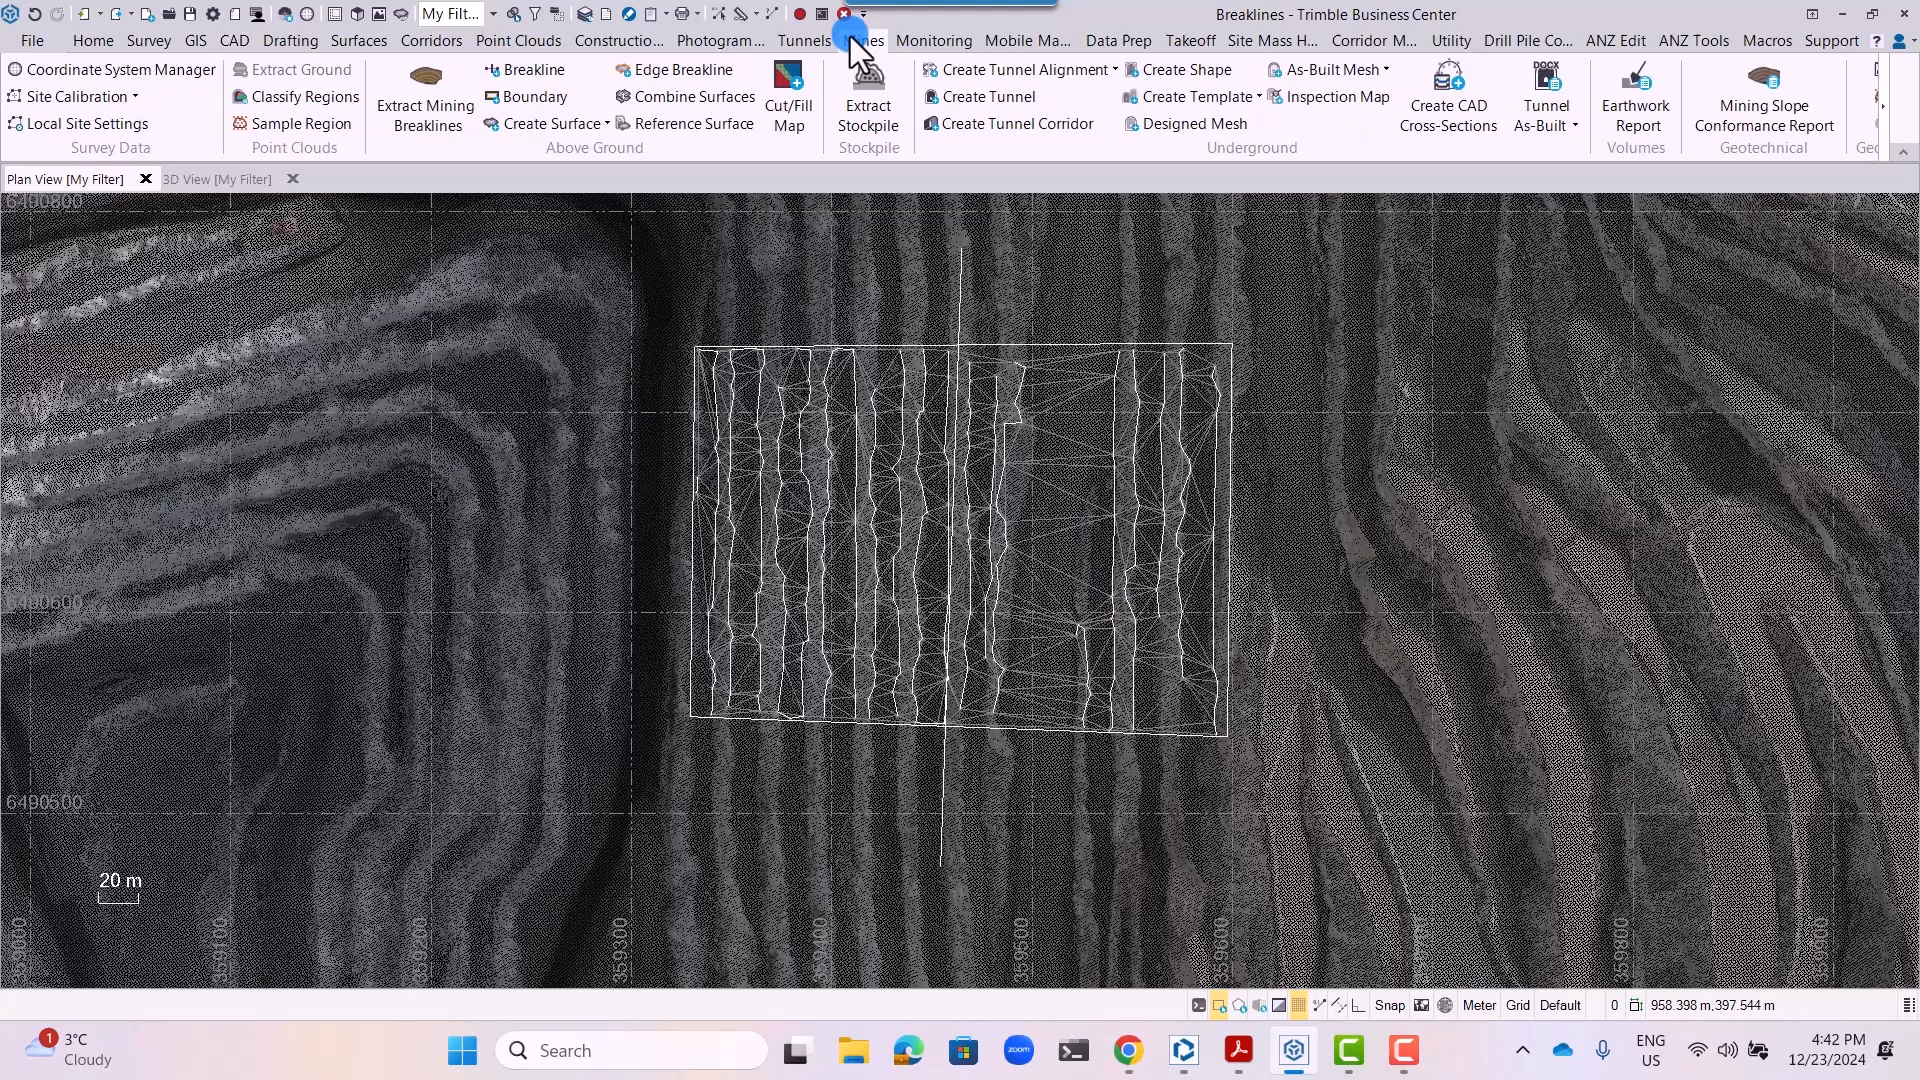 My Filt...
Breaklines - Trimble Business Center
File Home Survey GIS CAD Drafting Surfaces Corridors Point Clouds Constructio... Photogram... Tunnels Monitoring Mobile Ma... Data Prep Takeoff Site Mass H... Corridor M... Utility Drill Pile Co... ANZ Edit ANZ Tools Macros Support ?
Coordinate System Manager
Site Calibration
Local Site Settings
Survey Data
Extract Ground
Classify Regions
Sample Region
Point Clouds
Extract Mining
Breaklines
Breakline
Boundary
Create Surface
Edge Breakline
Combine Surfaces
Reference Surface
Cut/Fill
Map
Above Ground
Extract
Stockpile
Stockpile
Create Tunnel Alignment
Create Tunnel
Create Tunnel Corridor
Create Shape
Create Template
Designed Mesh
As-Built Mesh
Inspection Map
Create CAD
Cross-Sections
DOCX
Tunnel
As-Built
Underground
Earthwork
Report
Volumes
Mining Slope
Conformance Report
Geotechnical
Plan View [My Filter]
3D View [My Filter]
6490800
6490600
6490500
20 m
359000
359100
359200
359300
359400
359500
359600
359800
359900
Snap Meter Grid Default 0 958.398 m,397.544 m
1
3°C
Cloudy
Search
zoom
ENG
US
4:42 PM
12/23/2024